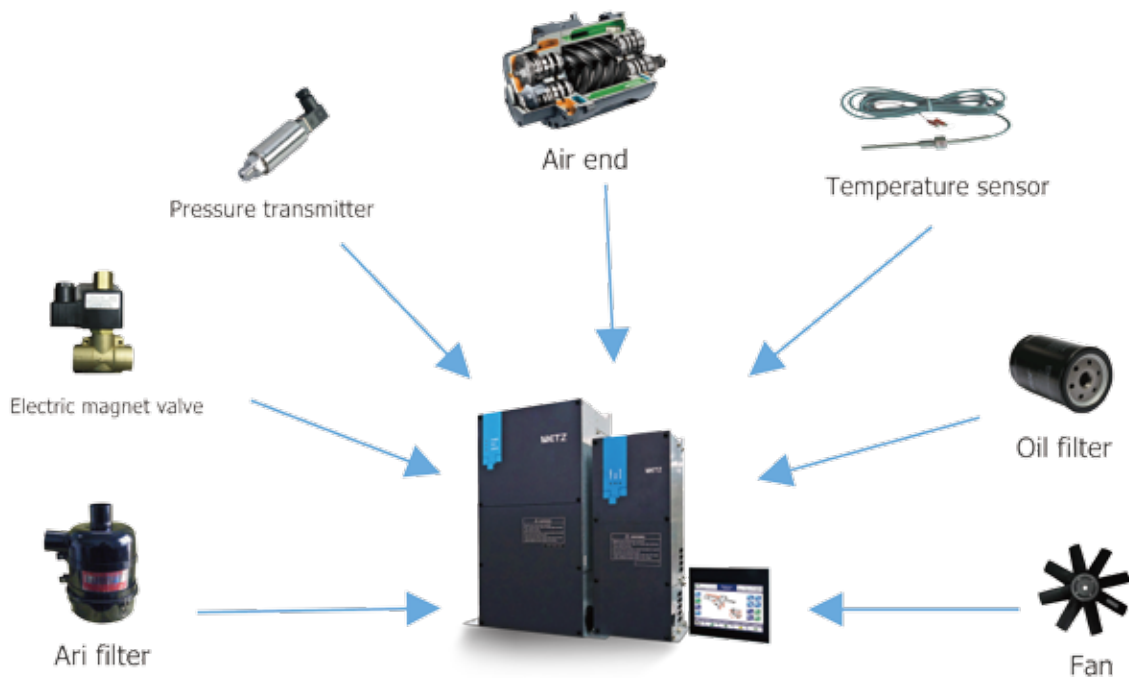 Air end
Pressure transmitter
Temperature sensor
Electric magnet valve
Oil filter
Ari filter
Fan